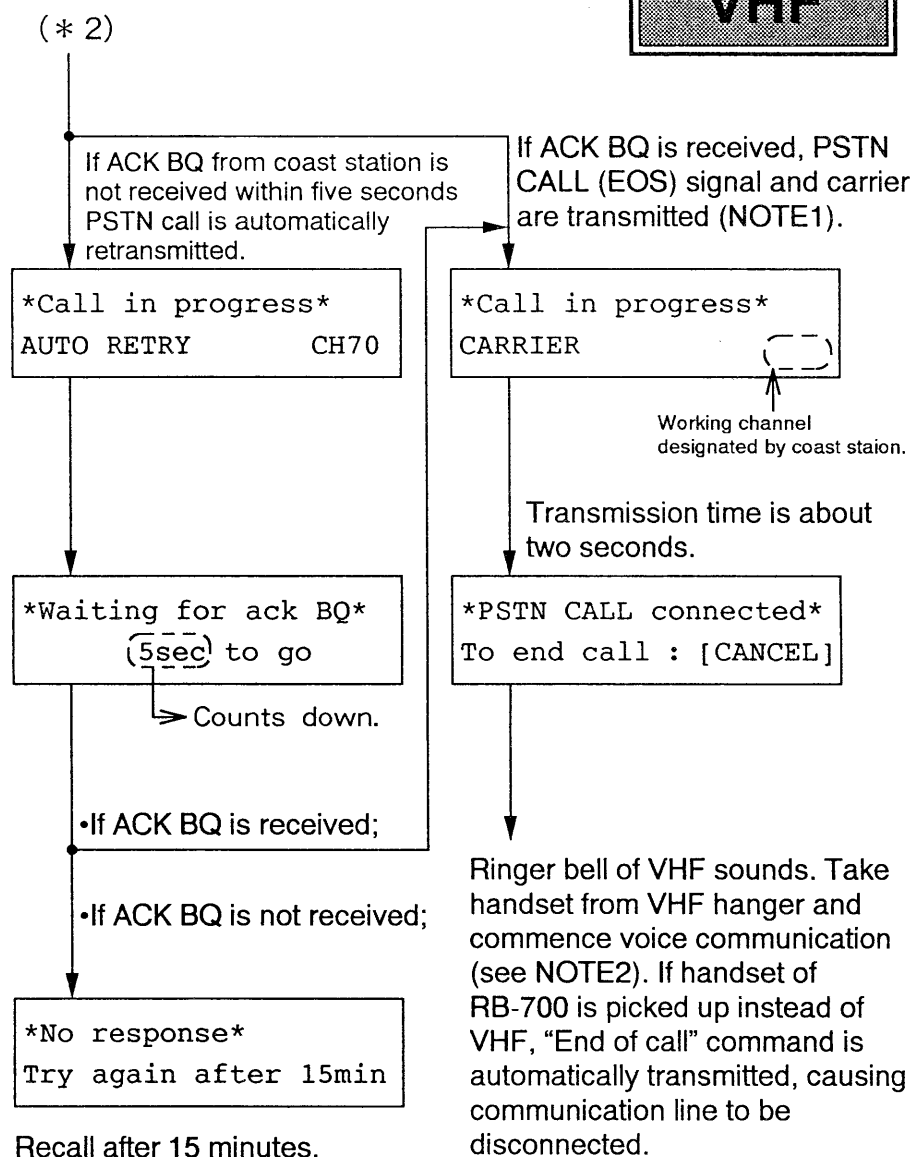 VHF
(＊2)
If ACK BQ from coast station is
not received within five seconds
PSTN call is automatically
retransmitted.
If ACK BQ is received, PSTN
CALL (EOS) signal and carrier
are transmitted (NOTE1).
*Call in progress*
AUTO RETRY CH70
*Call in progress*
CARRIER
Working channel
designated by coast staion.
Transmission time is about
two seconds.
*Waiting for ack BQ*
5sec to go
Counts down.
*PSTN CALL connected*
To end call : [CANCEL]
•If ACK BQ is received;
•If ACK BQ is not received;
*No response*
Try again after 15min
Recall after 15 minutes.
Ringer bell of VHF sounds. Take
handset from VHF hanger and
commence voice communication
(see NOTE2). If handset of
RB-700 is picked up instead of
VHF, “End of call” command is
automatically transmitted, causing
communication line to be
disconnected.